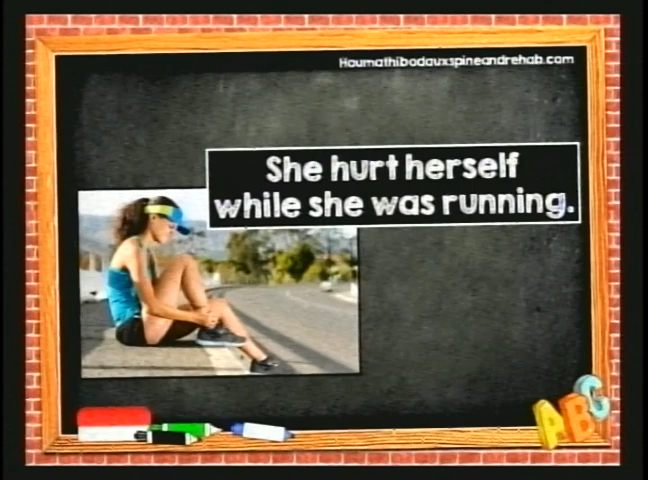 Houmathibodauxspineandrehab.com
She hurt herself
while she was running.
ABC